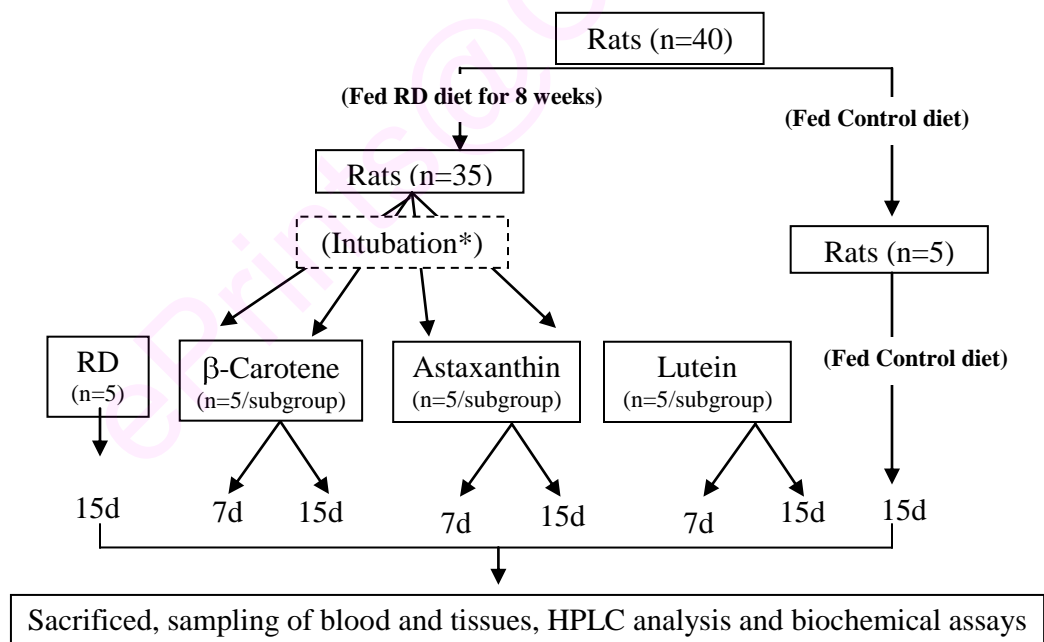 Rats (n=40)
(Fed RD diet for 8 weeks)
(Fed Control diet)
Rats (n=35)
(Intubation*)
Rats (n=5)
(Fed Control diet)
RD
(n=5)
β-Carotene
(n=5/subgroup)
Astaxanthin
(n=5/subgroup)
Lutein
(n=5/subgroup)
15d
7d
15d
7d
15d
7d
15d
15d
Sacrificed, sampling of blood and tissues, HPLC analysis and biochemical assays
ePrints@C